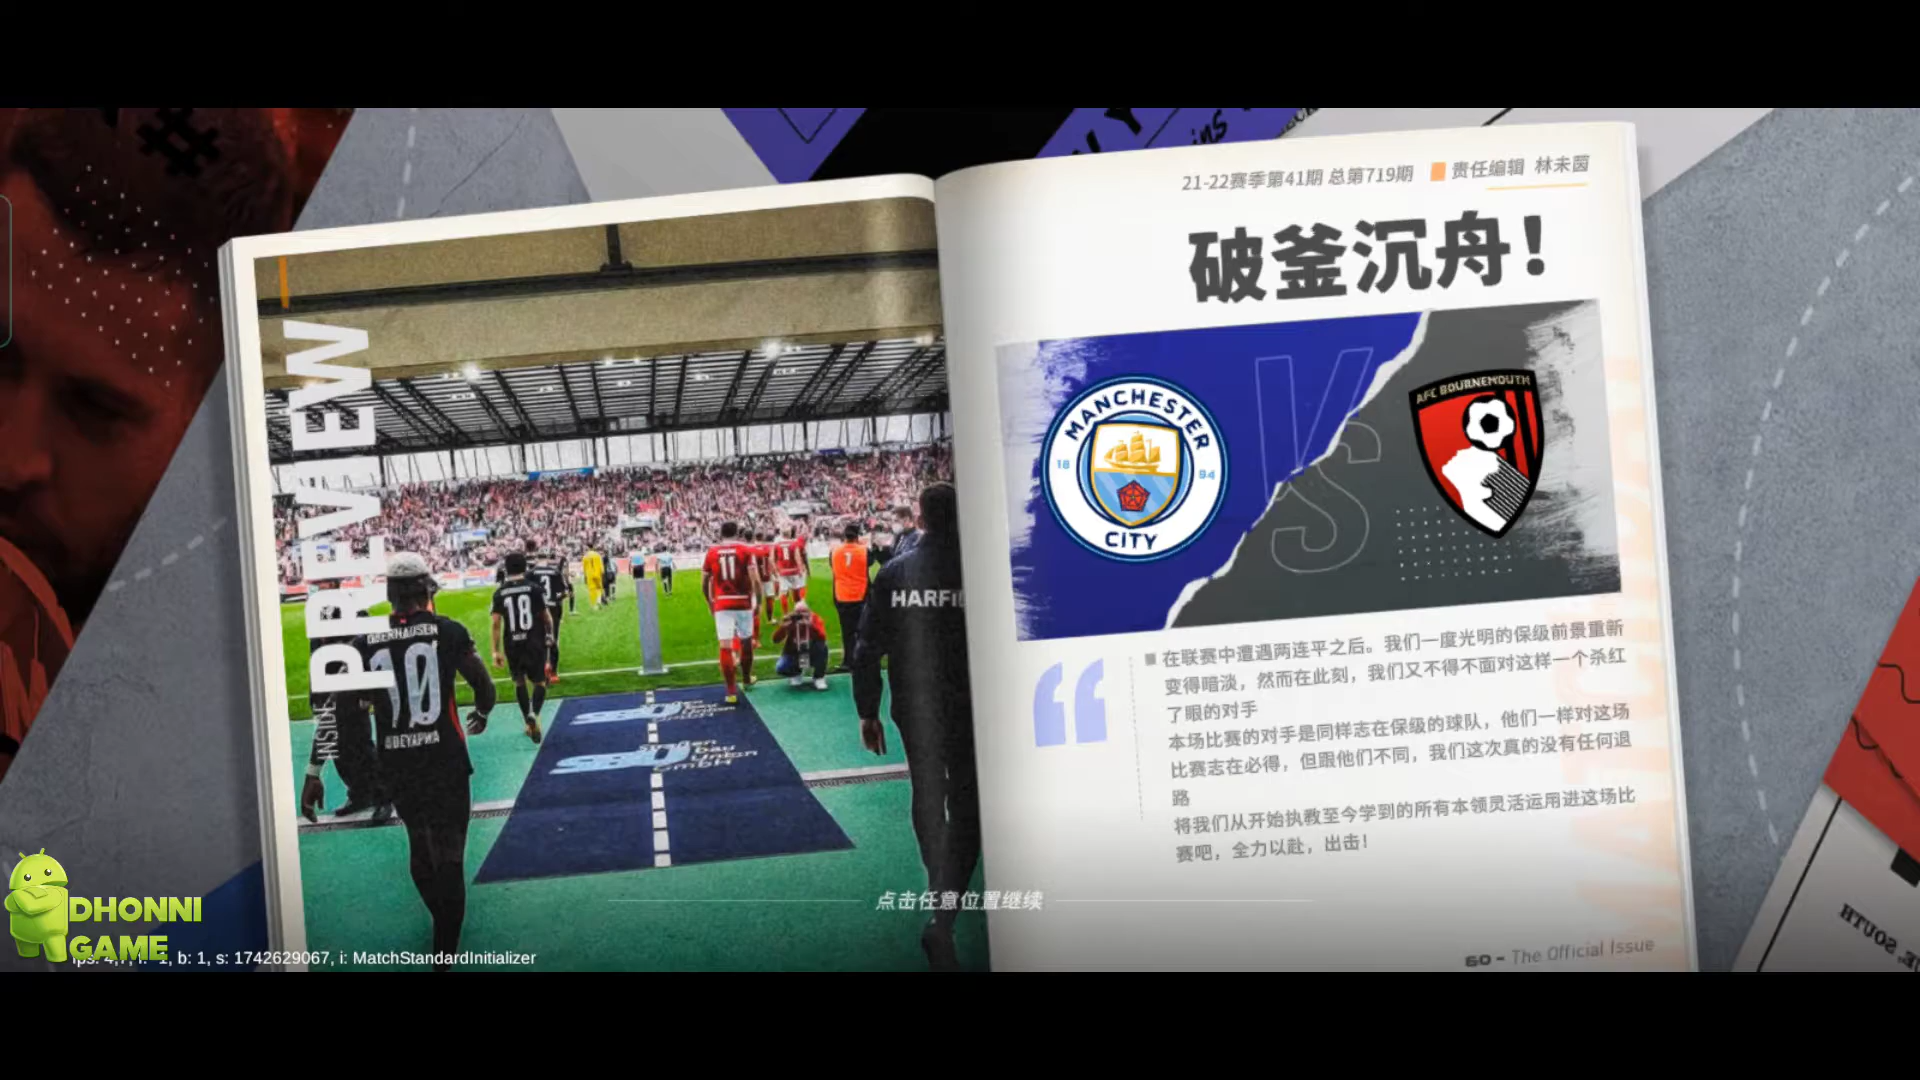 21-22赛季第41期 总第719期 责任编辑 林未茵
破釜沉舟!
PREVIEW
INSIDE
VS
MANCHESTER
18 94
CITY
AFC BOURNEMOUTH
11
18
3
7
HARFI
OBERHAUSEN
10
在联赛中遭遇两连平之后。我们一度光明的保级前景重新
变得暗淡，然而在此刻，我们又不得不面对这样一个杀红
了眼的对手
本场比赛的对手是同样志在保级的球队，他们一样对这场
比赛志在必得，但跟他们不同，我们这次真的没有任何退
路
将我们从开始执教至今学到的所有本领灵活运用进这场比
赛吧，全力以赴，出击!
点击任意位置继续
60 - The Official Issue
SOUTH
DHONNI
GAME
b: 1, s: 1742629067, i: MatchStandardInitializer